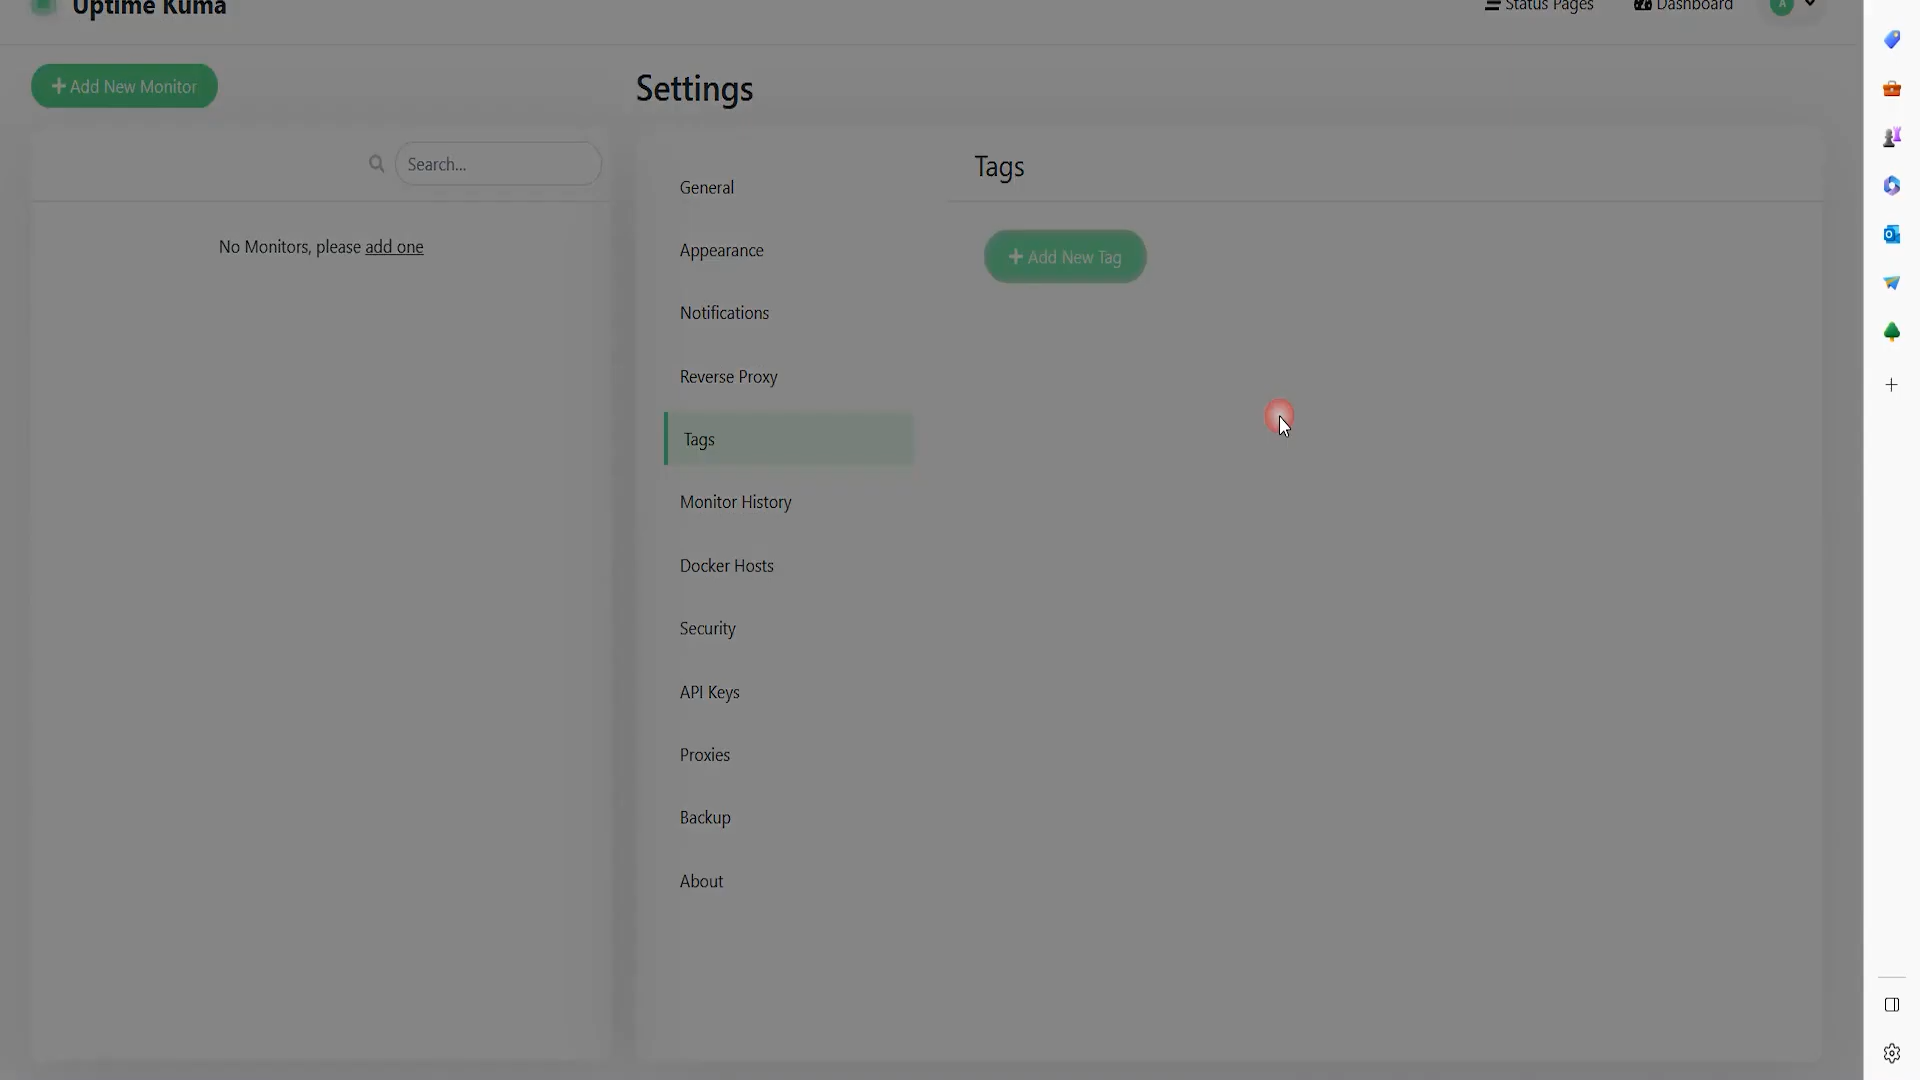 Uptime Kuma
Status Pages
Dashboard
A
Add New Monitor
Settings
Search...
No Monitors, please add one
General
Appearance
Notifications
Reverse Proxy
Tags
Monitor History
Docker Hosts
Security
API Keys
Proxies
Backup
About
Tags
Add New Tag